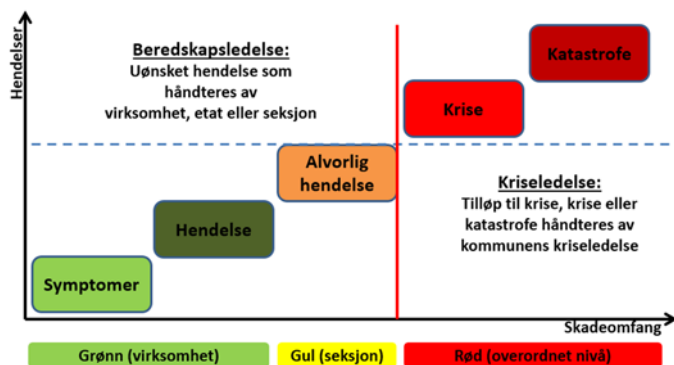 Hendelser
Beredskapsledelse:
Uønsket hendelse som
håndteres av
virksomhet, etat eller seksjon
Katastrofe
Krise
Alvorlig
hendelse
Kriseledelse:
Tilløp til krise, krise eller
katastrofe håndteres av
kommunens kriseledelse
Hendelse
Symptomer
Skadeomfang
Grønn (virksomhet)
Gul (seksjon)
Rød (overordnet nivå)